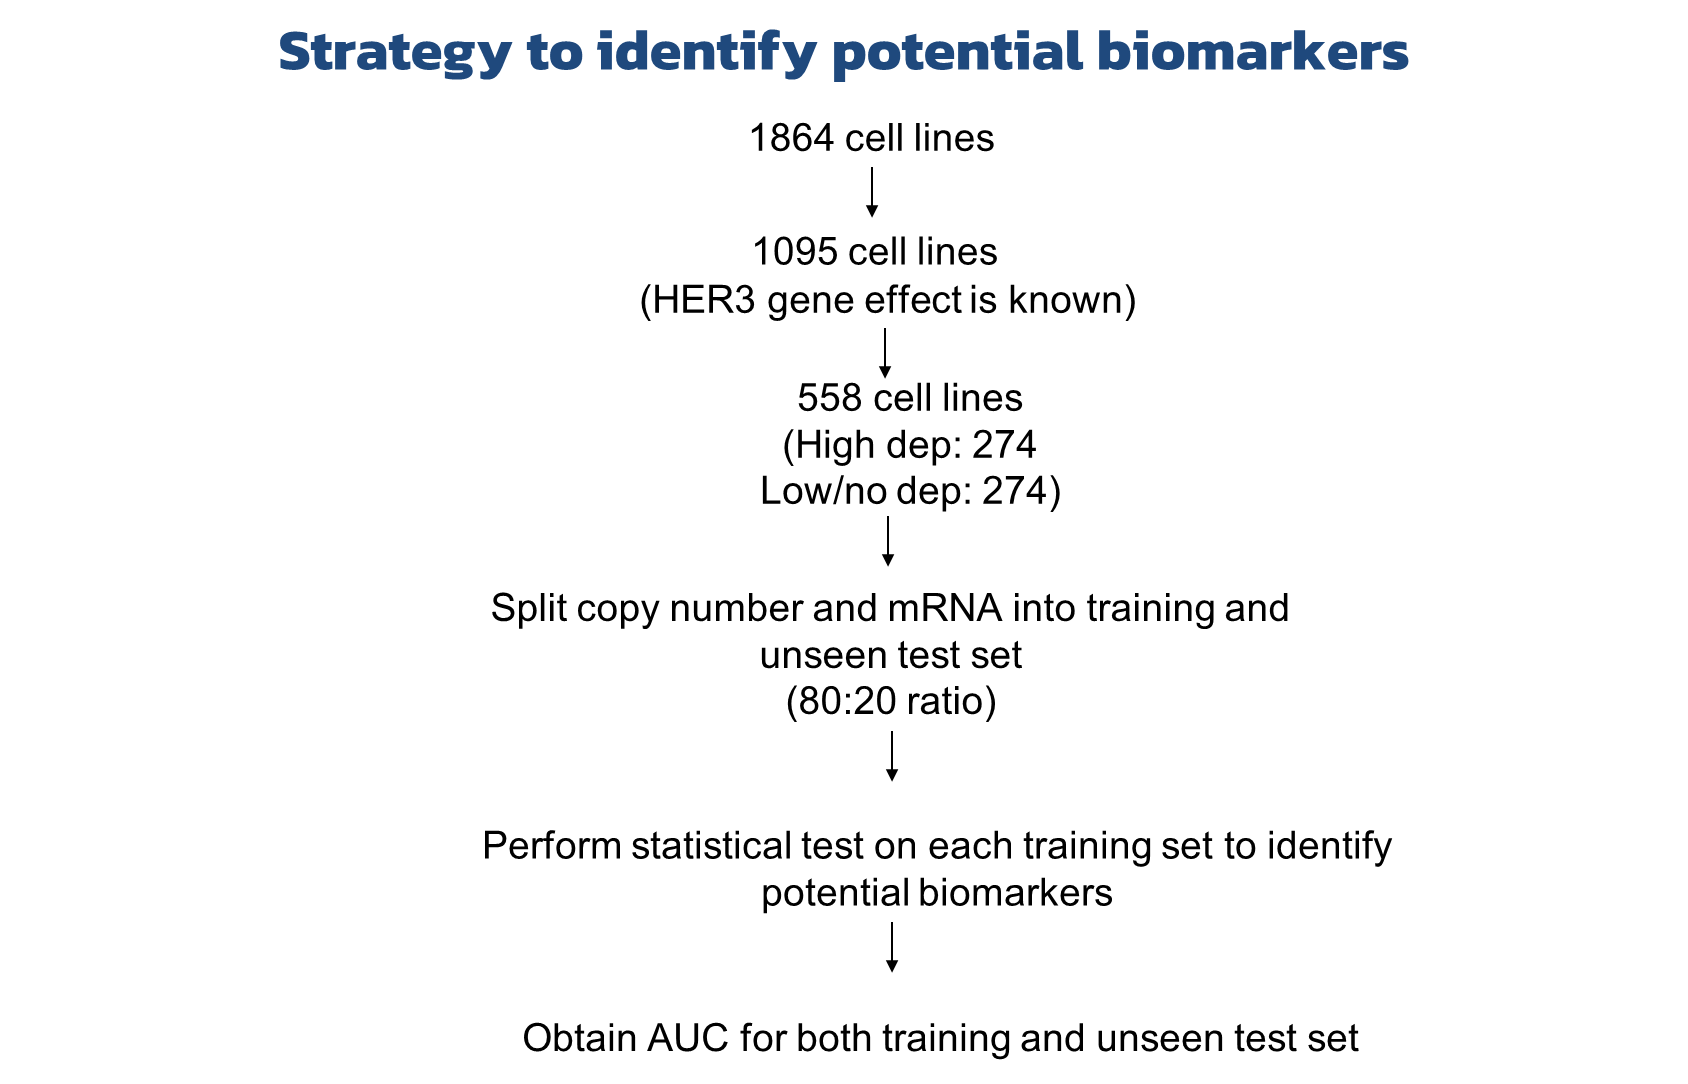 Strategy to identify potential biomarkers
1864 cell lines
1095 cell lines
(HER3 gene effect is known)
558 cell lines
(High dep: 274
Low/no dep: 274)
Split copy number and mRNA into training and
unseen test set
(80:20 ratio)
Perform statistical test on each training set to identify
potential biomarkers
Obtain AUC for both training and unseen test set